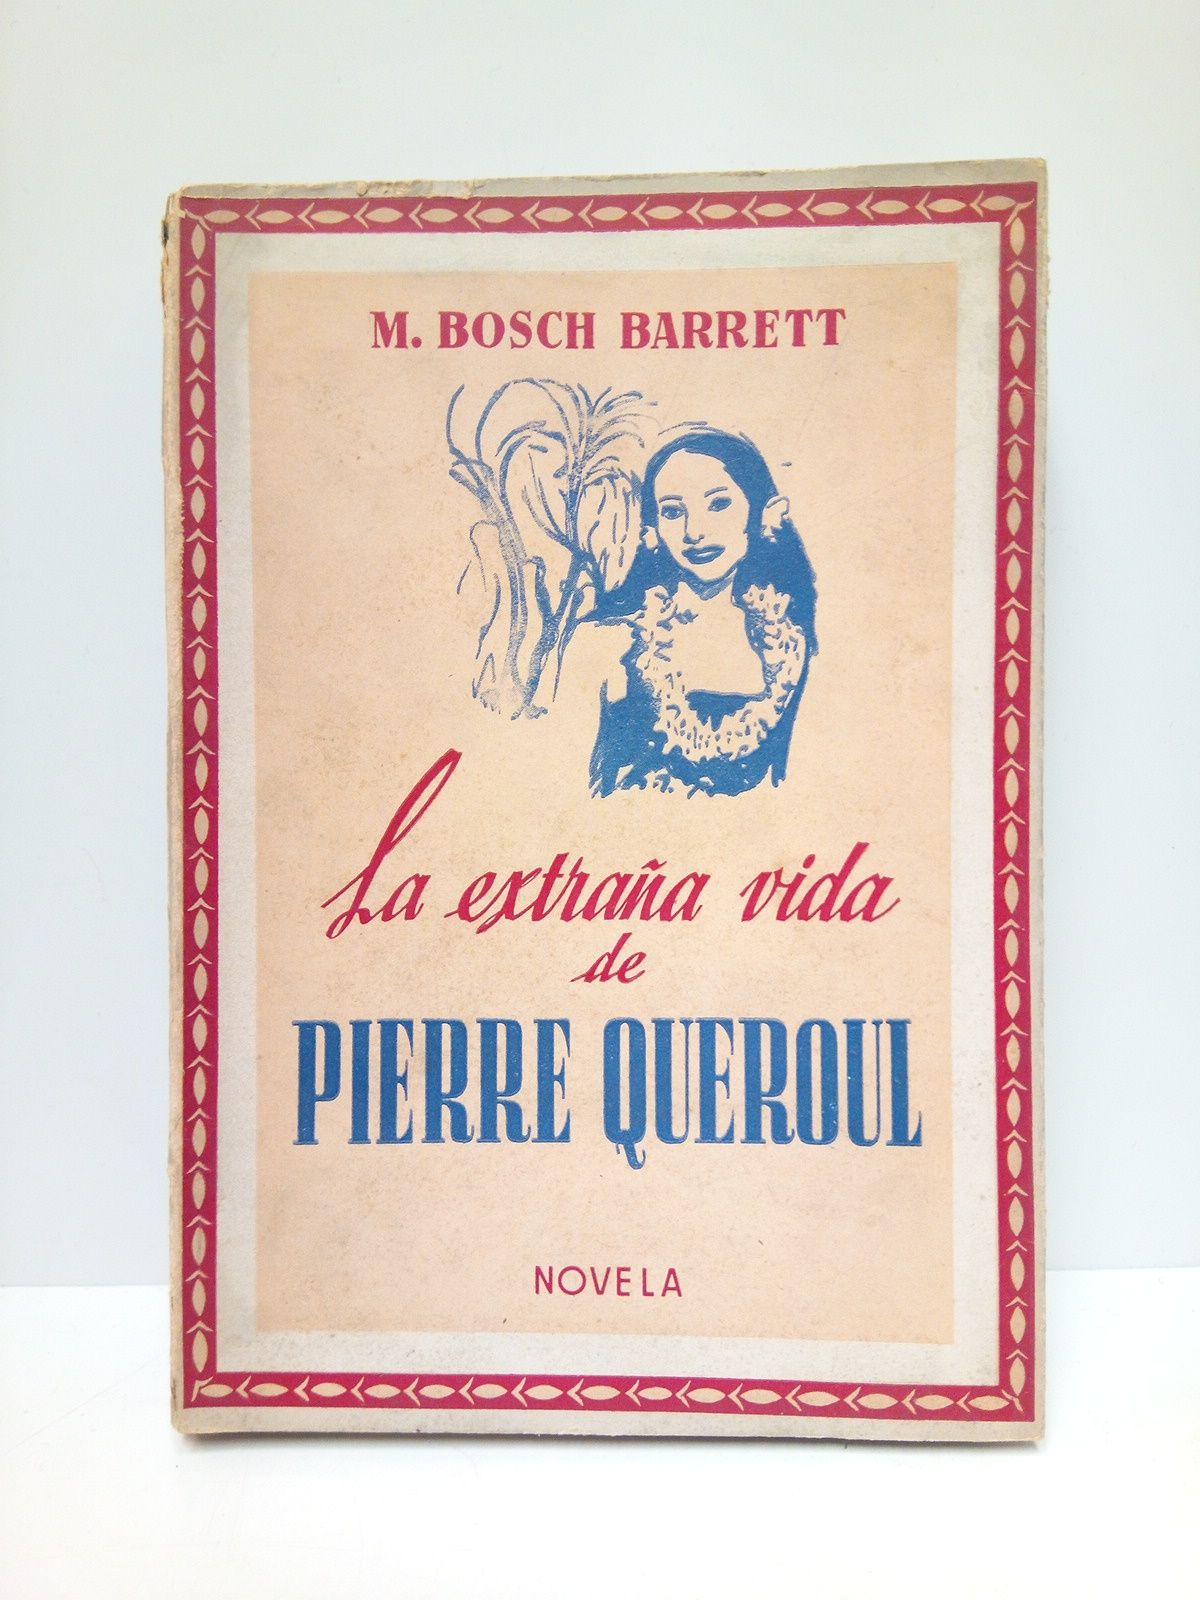 M. BOSCH BARRETT
La extraña vida
de
PIERRE QUEROUL
NOVELA